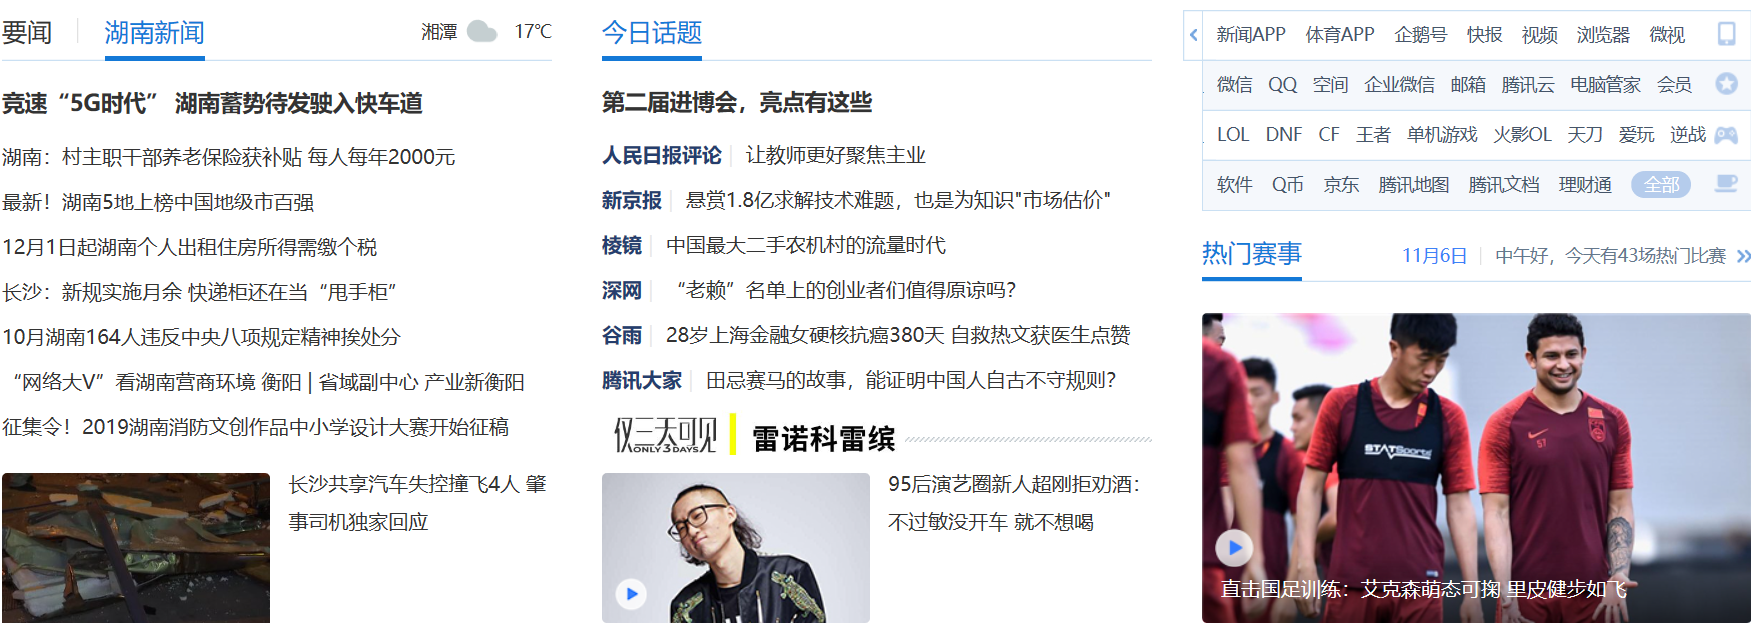 要闻
湖南新闻
湘潭
17℃
竞速“5G时代” 湖南蓄势待发驶入快车道
湖南：村主职干部养老保险获补贴 每人每年2000元
最新！湖南5地上榜中国地级市百强
12月1日起湖南个人出租住房所得需缴个税
长沙：新规实施月余 快递柜还在当“甩手柜”
10月湖南164人违反中央八项规定精神挨处分
“网络大V”看湖南营商环境 衡阳 | 省域副中心 产业新衡阳
征集令！2019湖南消防文创作品中小学设计大赛开始征稿
长沙共享汽车失控撞飞4人 肇
事司机独家回应
今日话题
第二届进博会，亮点有这些
人民日报评论 让教师更好聚焦主业
新京报 悬赏1.8亿求解技术难题，也是为知识"市场估价"
棱镜 中国最大二手农机村的流量时代
深网 “老赖”名单上的创业者们值得原谅吗？
谷雨 28岁上海金融女硬核抗癌380天 自救热文获医生点赞
腾讯大家 田忌赛马的故事，能证明中国人自古不守规则？
仅三天可见
ONLY 3 DAYS
雷诺科雷缤
95后演艺圈新人超刚拒劝酒：
不过敏没开车 就不想喝
新闻APP 体育APP 企鹅号 快报 视频 浏览器 微视
微信 QQ 空间 企业微信 邮箱 腾讯云 电脑管家 会员
LOL DNF CF 王者 单机游戏 火影OL 天刀 爱玩 逆战
软件 Q币 京东 腾讯地图 腾讯文档 理财通 全部
热门赛事
11月6日
中午好，今天有43场热门比赛
STATSports
57
直击国足训练：艾克森萌态可掬 里皮健步如飞